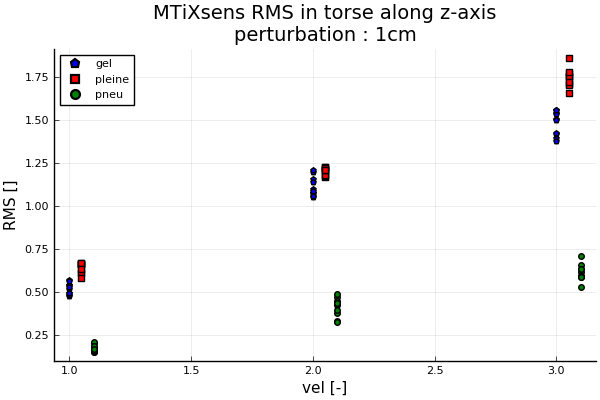 MTiXsens RMS in torse along z-axis
perturbation : 1cm
gel
pleine
pneu
RMS []
1.75
1.50
1.25
1.00
0.75
0.50
0.25
1.0
1.5
2.0
2.5
3.0
vel [-]